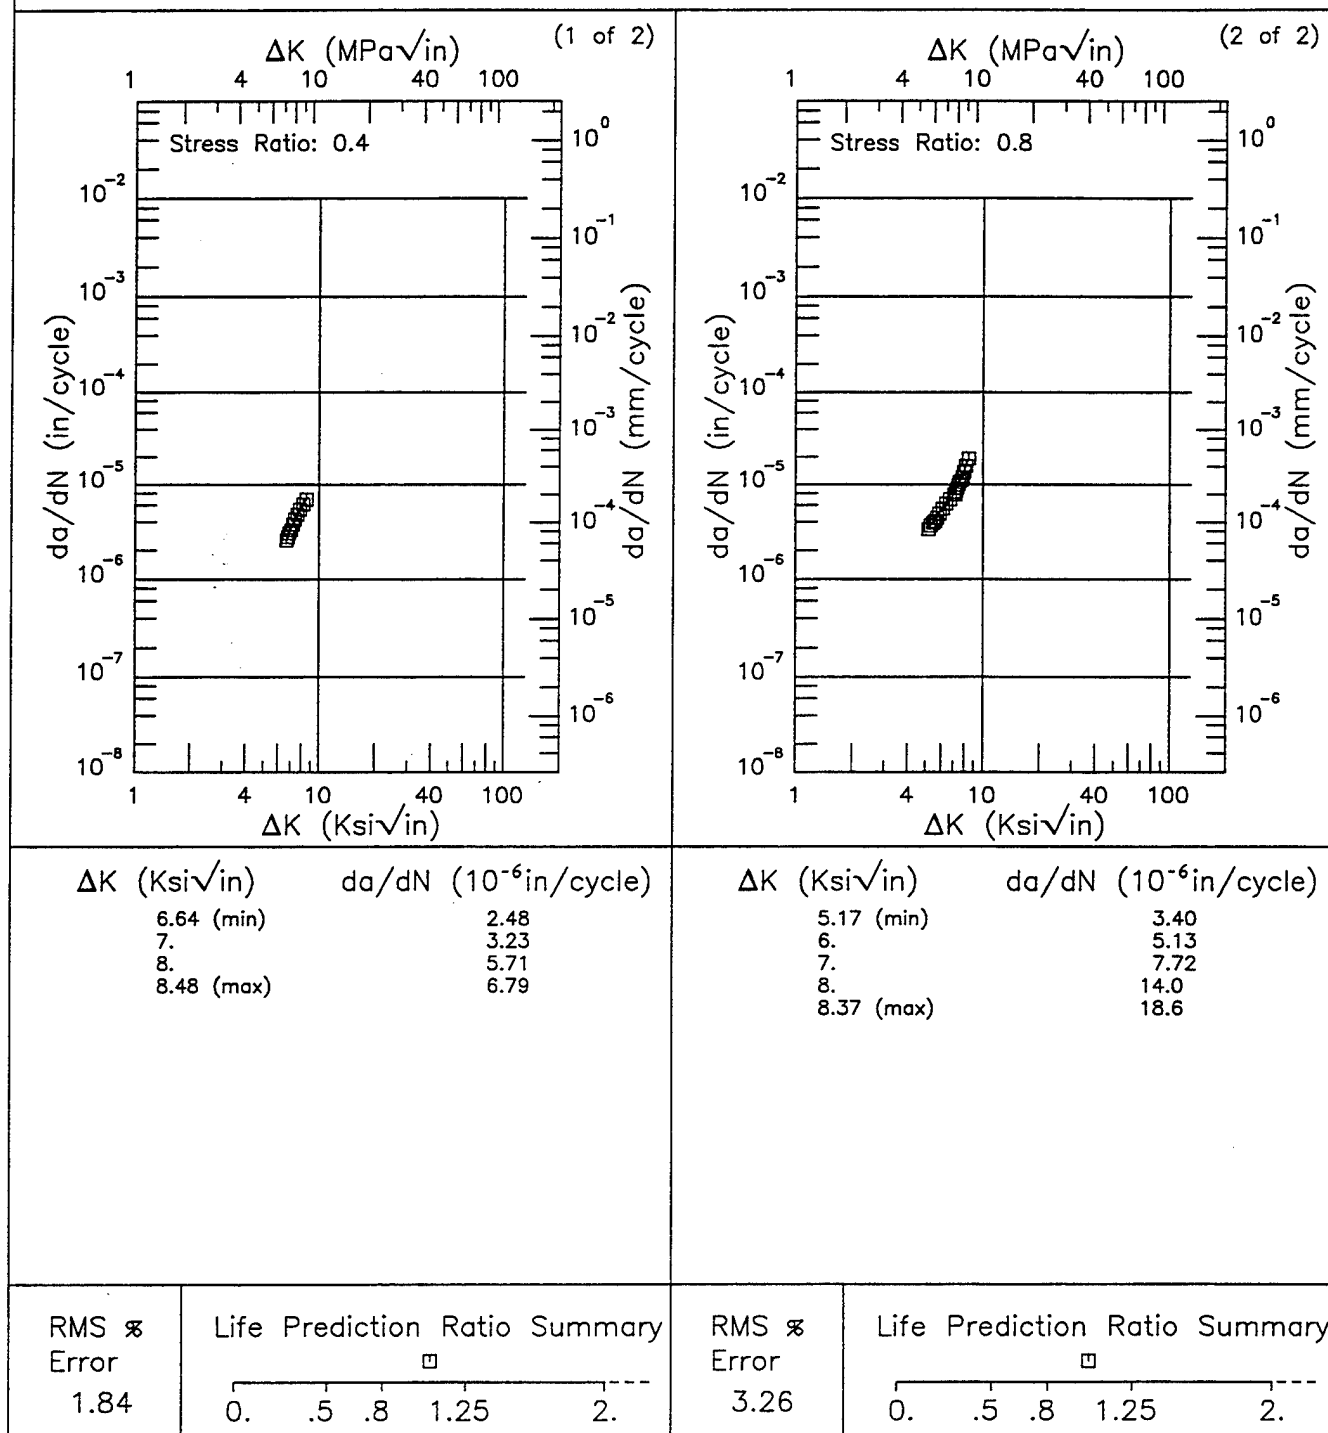 (1 of 2)
ΔK (MPa√in)
1 4 10 40 100
Stress Ratio: 0.4
da/dN (in/cycle)
10⁻²
10⁻³
10⁻⁴
10⁻⁵
10⁻⁶
10⁻⁷
10⁻⁸
10⁰
10⁻¹
10⁻²
10⁻³
10⁻⁴
10⁻⁵
10⁻⁶
da/dN (mm/cycle)
1 4 10 40 100
ΔK (Ksi√in)
(2 of 2)
ΔK (MPa√in)
1 4 10 40 100
Stress Ratio: 0.8
da/dN (in/cycle)
10⁻²
10⁻³
10⁻⁴
10⁻⁵
10⁻⁶
10⁻⁷
10⁻⁸
10⁰
10⁻¹
10⁻²
10⁻³
10⁻⁴
10⁻⁵
10⁻⁶
da/dN (mm/cycle)
1 4 10 40 100
ΔK (Ksi√in)
ΔK (Ksi√in) da/dN (10⁻⁶in/cycle)
6.64 (min) 2.48
7. 3.23
8. 5.71
8.48 (max) 6.79
ΔK (Ksi√in) da/dN (10⁻⁶in/cycle)
5.17 (min) 3.40
6. 5.13
7. 7.72
8. 14.0
8.37 (max) 18.6
RMS %
Error
1.84
Life Prediction Ratio Summary
0. .5 .8 1.25 2.
RMS %
Error
3.26
Life Prediction Ratio Summary
0. .5 .8 1.25 2.